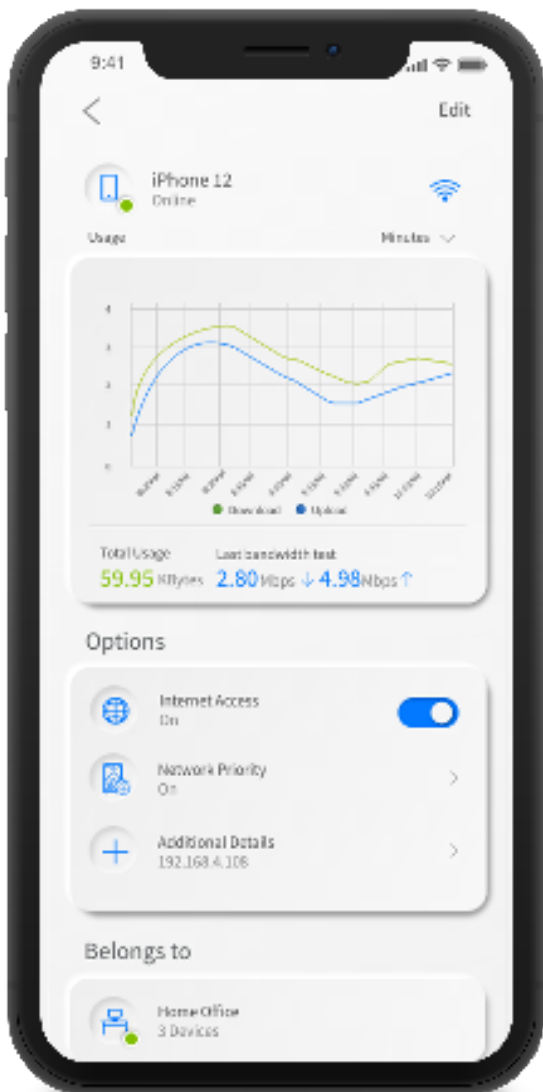 9:41
Edit
iPhone 12
Online
Usage
Minutes
4
3
2
1
0
Download
Upload
Total Usage
Last bandwidth test
59.95 KBytes
2.80 Mbps ↓ 4.98 Mbps ↑
Options
Internet Access
On
Network Priority
On
Additional Details
192.168.4.108
Belongs to
Home Office
3 Devices